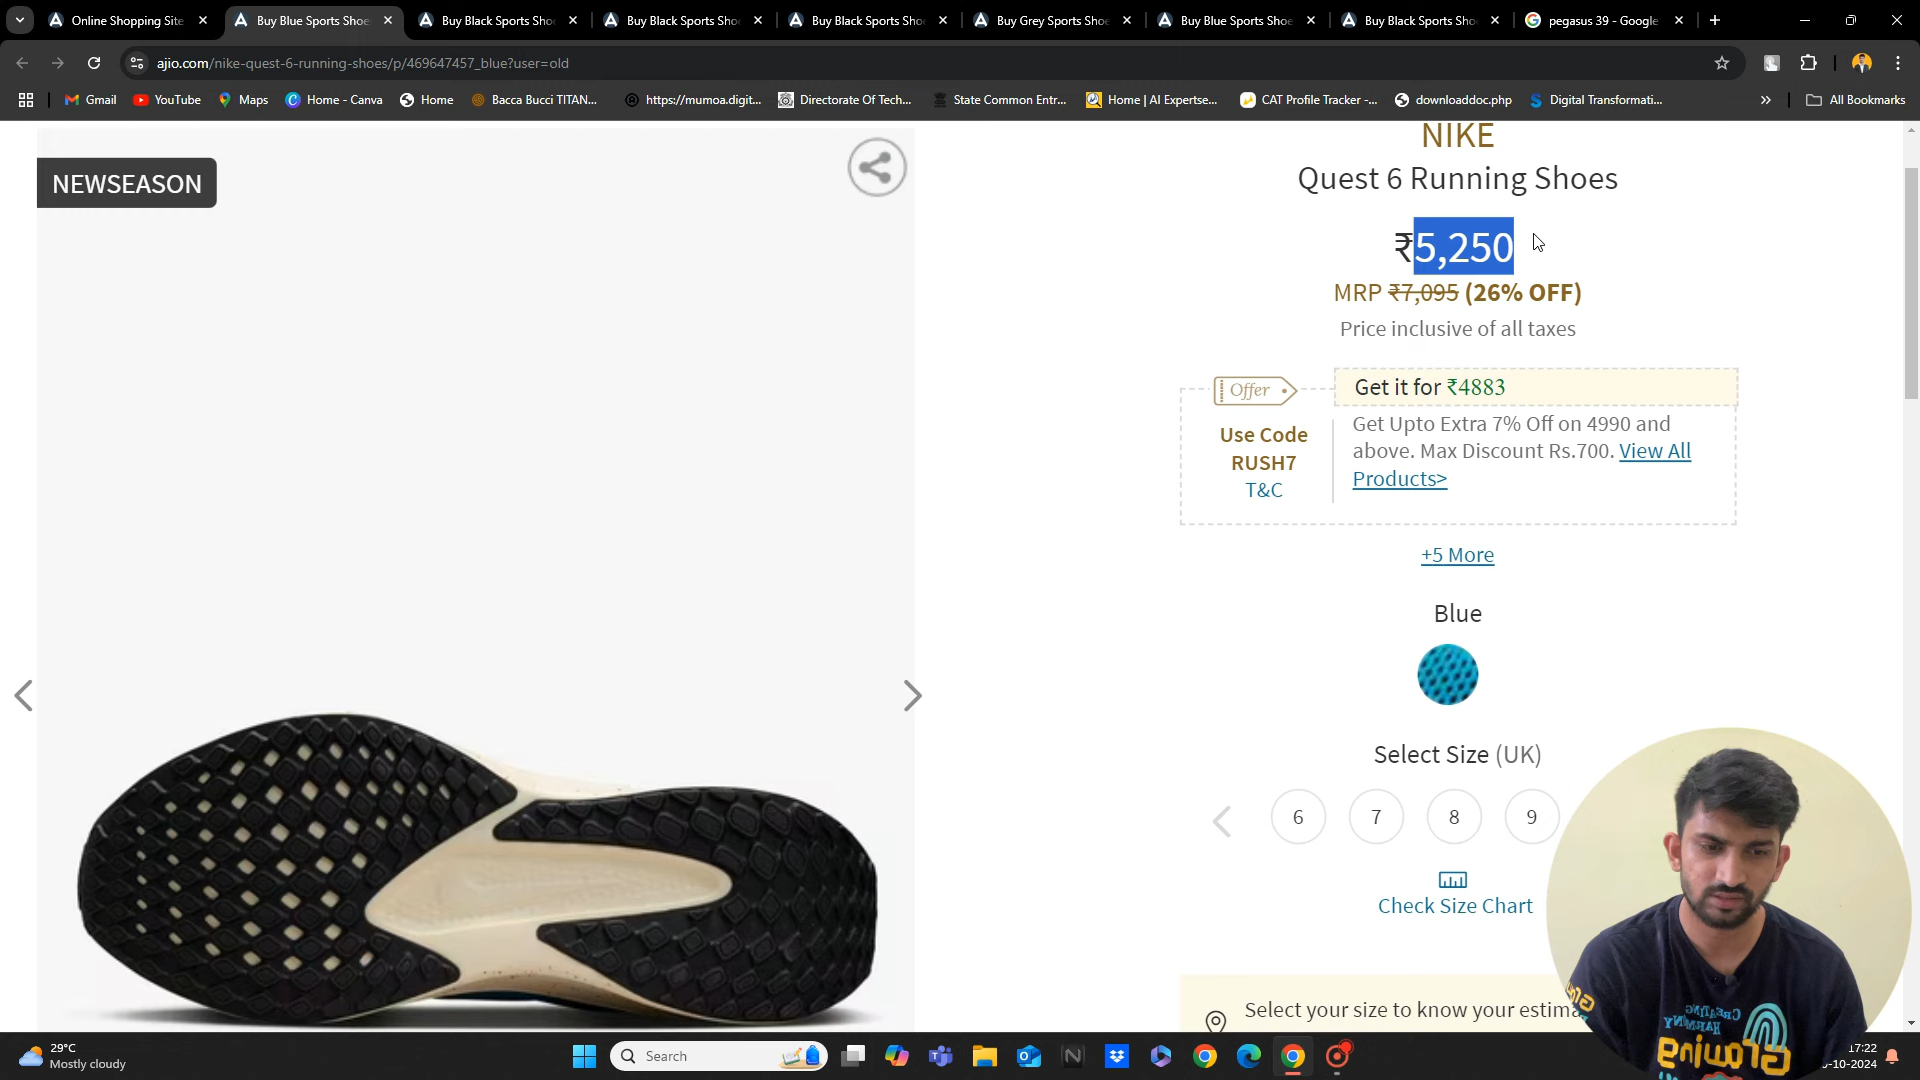 Online Shopping Site
Buy Blue Sports Shoe
Buy Black Sports Sho
Buy Black Sports Sho
Buy Black Sports Sho
Buy Grey Sports Shoe
Buy Blue Sports Shoe
Buy Black Sports Sho
pegasus 39 - Google
ajio.com/nike-quest-6-running-shoes/p/469647457_blue?user=old
Gmail
YouTube
Maps
Home - Canva
Home
Bacca Bucci TITAN...
https://mumoa.digit...
Directorate Of Tech...
State Common Entr...
Home | AI Expertse...
CAT Profile Tracker -...
downloaddoc.php
Digital Transformati...
All Bookmarks
NEWSEASON
NIKE
Quest 6 Running Shoes
₹5,250
MRP ₹7,095 (26% OFF)
Price inclusive of all taxes
Offer
Get it for ₹4883
Use Code
RUSH7
T&C
Get Upto Extra 7% Off on 4990 and
above. Max Discount Rs.700. View All
Products>
+5 More
Blue
Select Size (UK)
6 7 8 9
Check Size Chart
Select your size to know your estima
29°C
Mostly cloudy
Search
17:22
-10-2024